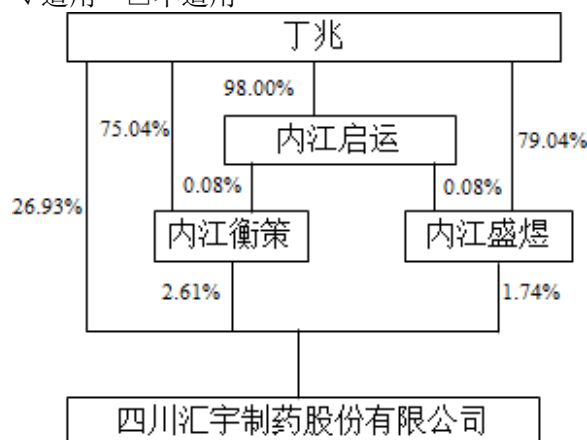 丁兆
98.00%
75.04%
内江启运
79.04%
0.08%
0.08%
26.93%
内江衡策
内江盛煜
2.61%
1.74%
四川汇宇制药股份有限公司